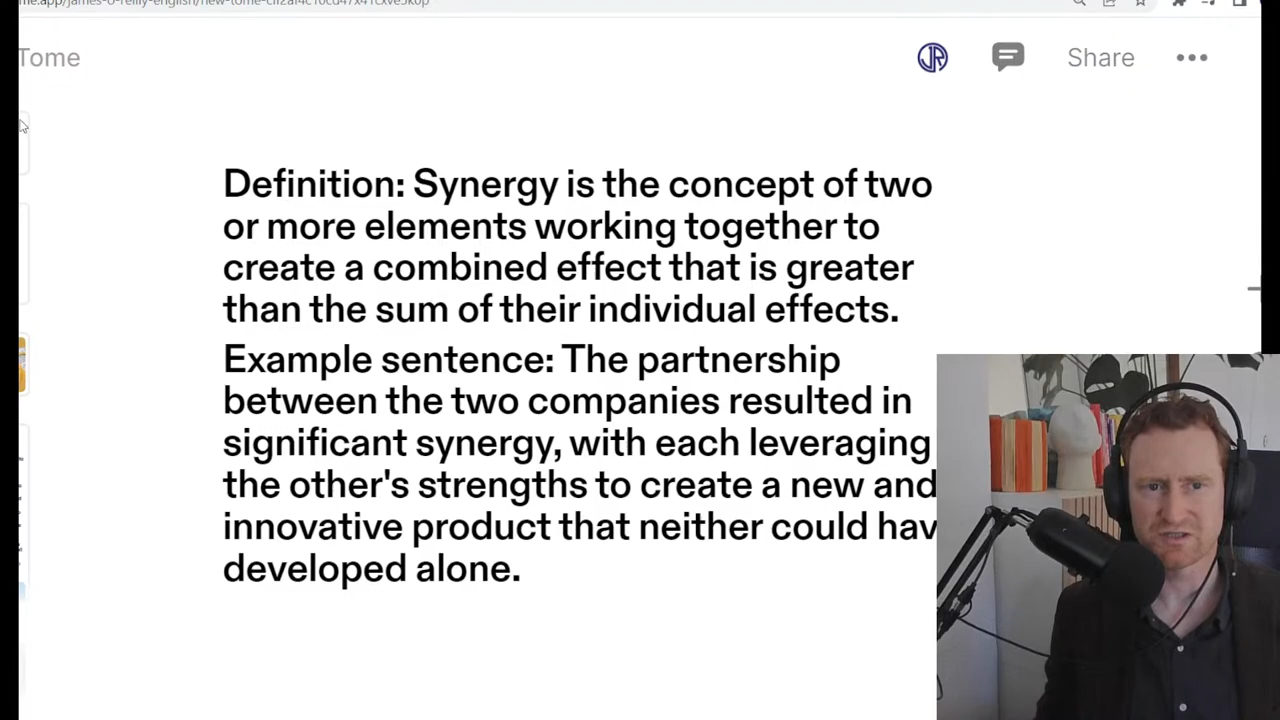 Tome
Share
Definition: Synergy is the concept of two
or more elements working together to
create a combined effect that is greater
than the sum of their individual effects.
Example sentence: The partnership
between the two companies resulted in
significant synergy, with each leveraging
the other's strengths to create a new and
innovative product that neither could hav
developed alone.